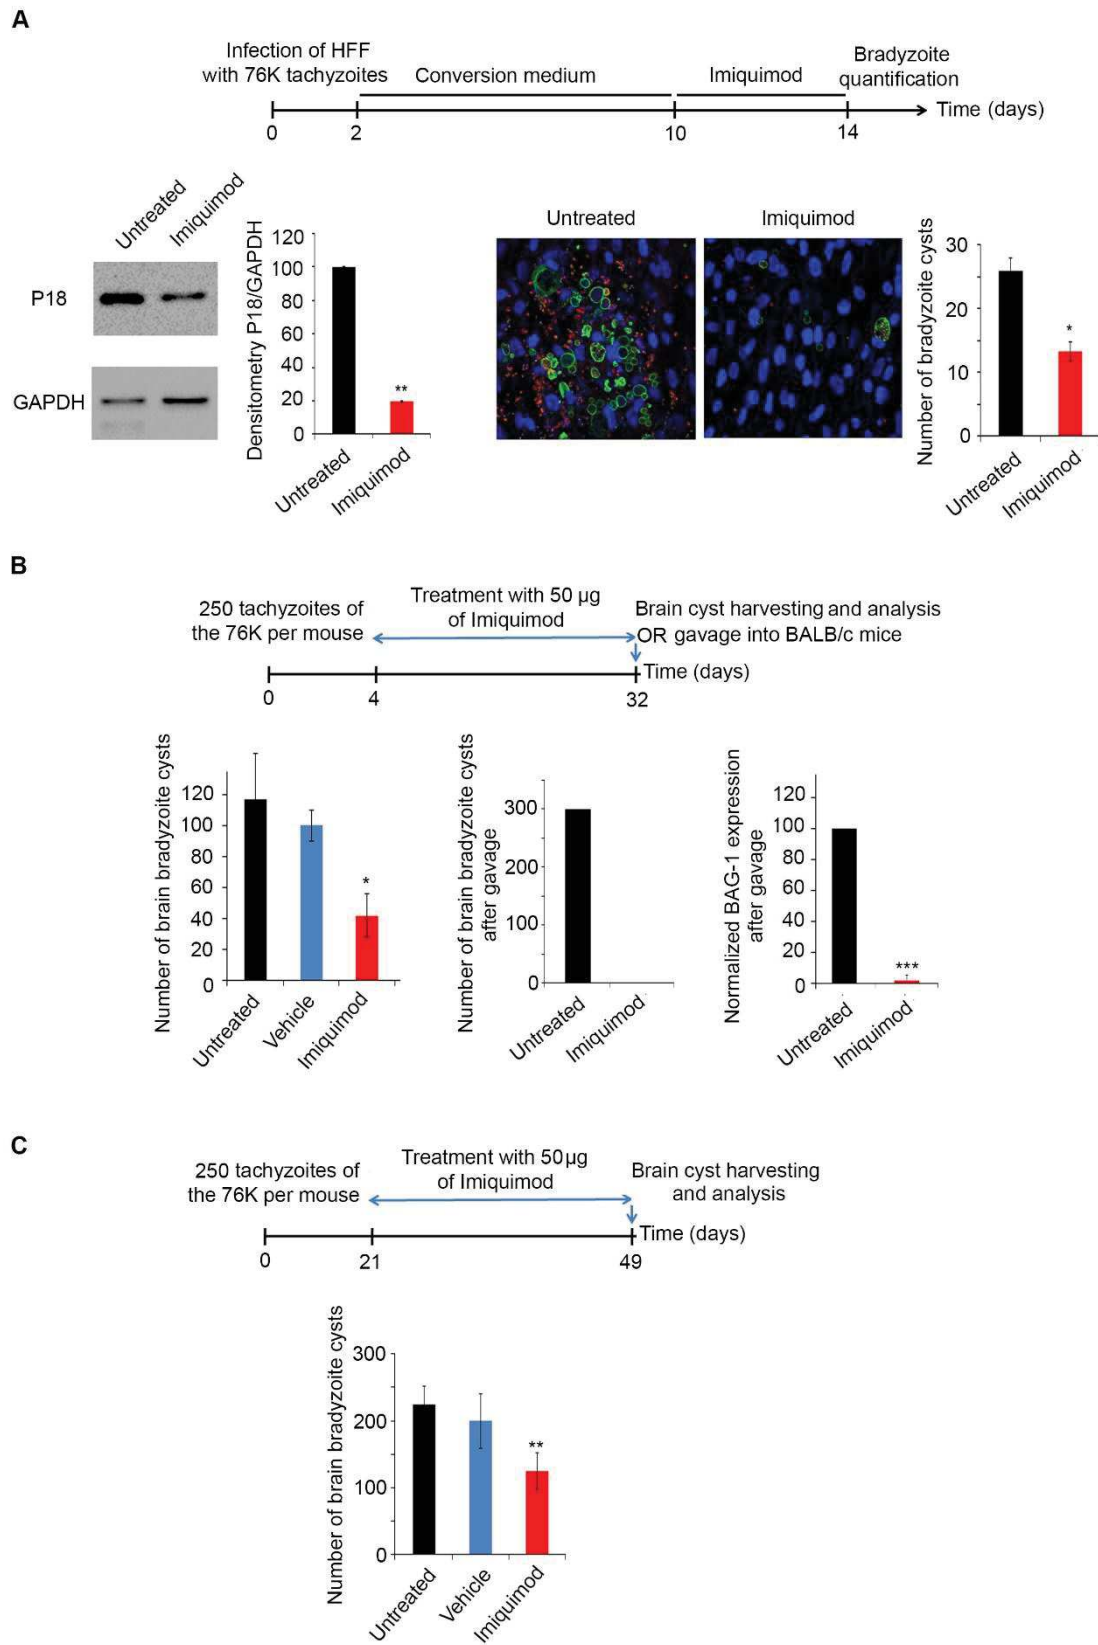 A
Infection of HFF
with 76K tachyzoites
Conversion medium
Imiquimod
Bradyzoite
quantification
Time (days)
0
2
10
14
Untreated
Imiquimod
P18
GAPDH
Densitometry P18/GAPDH
120
100
80
60
40
20
0
**
Untreated
Imiquimod
Untreated
Imiquimod
Number of bradyzoite cysts
30
20
10
0
*
Untreated
Imiquimod
B
250 tachyzoites of
the 76K per mouse
Treatment with 50 µg
of Imiquimod
Brain cyst harvesting and analysis
OR gavage into BALB/c mice
Time (days)
0
4
32
Number of brain bradyzoite cysts
120
100
80
60
40
20
0
*
Untreated
Vehicle
Imiquimod
Number of brain bradyzoite cysts
after gavage
300
200
100
0
Untreated
Imiquimod
Normalized BAG-1 expression
after gavage
120
100
80
60
40
20
0
***
Untreated
Imiquimod
C
250 tachyzoites of
the 76K per mouse
Treatment with 50µg
of Imiquimod
Brain cyst harvesting
and analysis
Time (days)
0
21
49
Number of brain bradyzoite cysts
300
200
100
0
**
Untreated
Vehicle
Imiquimod